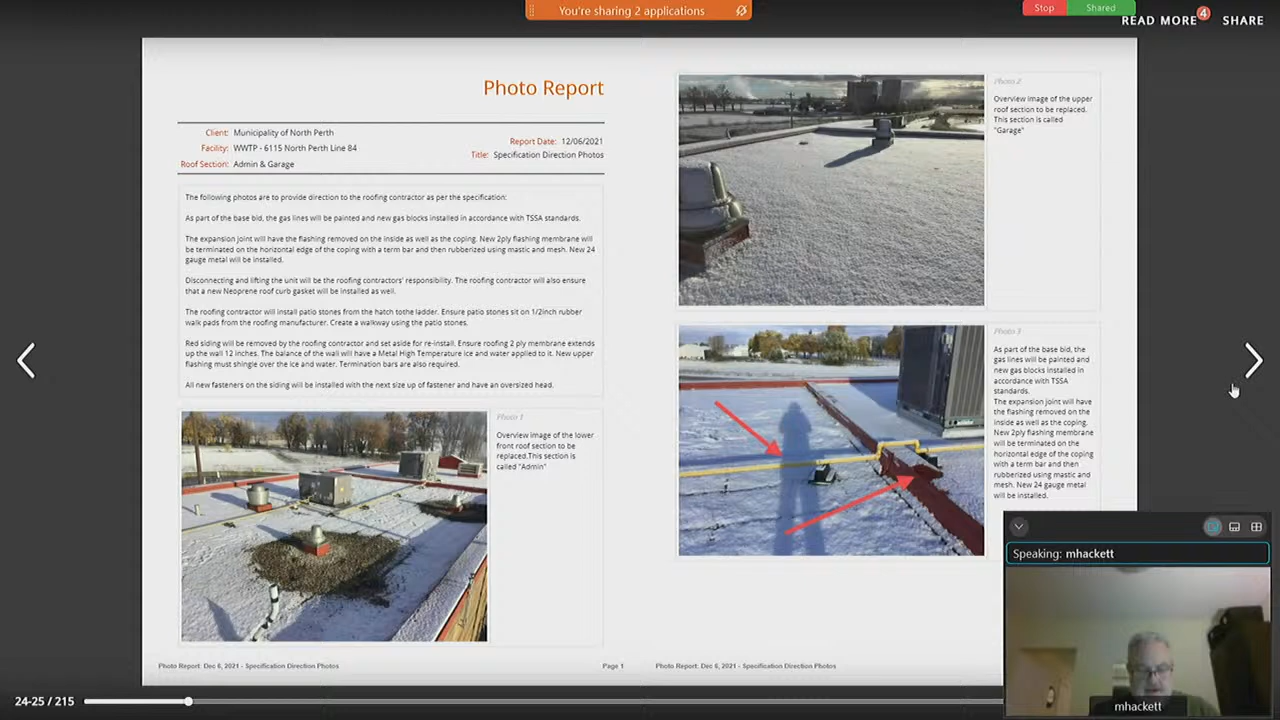 You're sharing 2 applications
Stop
Shared
READ MORE
4
SHARE
Photo Report
Client: Municipality of North Perth
Facility: WWTP - 6115 North Perth Line 84
Roof Section: Admin & Garage
Report Date: 12/06/2021
Title: Specification Direction Photos
The following photos are to provide direction to the roofing contractor as per the specification:
As part of the base bid, the gas lines will be painted and new gas blocks installed in accordance with TSSA standards.
The expansion joint will have the flashing removed on the inside as well as the coping. New 2ply flashing membrane will
be terminated on the horizontal edge of the coping with a term bar and then rubberized using mastic and mesh. New 24
gauge metal will be installed.
Disconnecting and lifting the unit will be the roofing contractors' responsibility. The roofing contractor will also ensure
that a new Neoprene roof curb gasket will be installed as well.
The roofing contractor will install patio stones from the hatch tothe ladder. Ensure patio stones sit on 1/2inch rubber
walk pads from the roofing manufacturer. Create a walkway using the patio stones.
Red siding will be removed by the roofing contractor and set aside for re-install. Ensure roofing 2 ply membrane extends
up the wall 12 inches. The balance of the wall will have a Metal High Temperature ice and water applied to it. New upper
flashing must shingle over the ice and water. Termination bars are also required.
All new fasteners on the siding will be installed with the next size up of fastener and have an oversized head.
Photo 1
Overview image of the lower
front roof section to be
replaced.This section is
called "Admin"
Photo Report: Dec 6, 2021 - Specification Direction Photos
Page 1
Photo 2
Overview image of the upper
roof section to be replaced.
This section is called
"Garage"
Photo 3
As part of the base bid, the
gas lines will be painted and
new gas blocks installed in
accordance with TSSA
standards.
The expansion joint will have
the flashing removed on the
inside as well as the coping.
New 2ply flashing membrane
will be terminated on the
horizontal edge of the coping
with a term bar and then
rubberized using mastic and
mesh. New 24 gauge metal
will be installed.
Photo Report: Dec 6, 2021 - Specification Direction Photos
Speaking: mhackett
mhackett
24-25 / 215